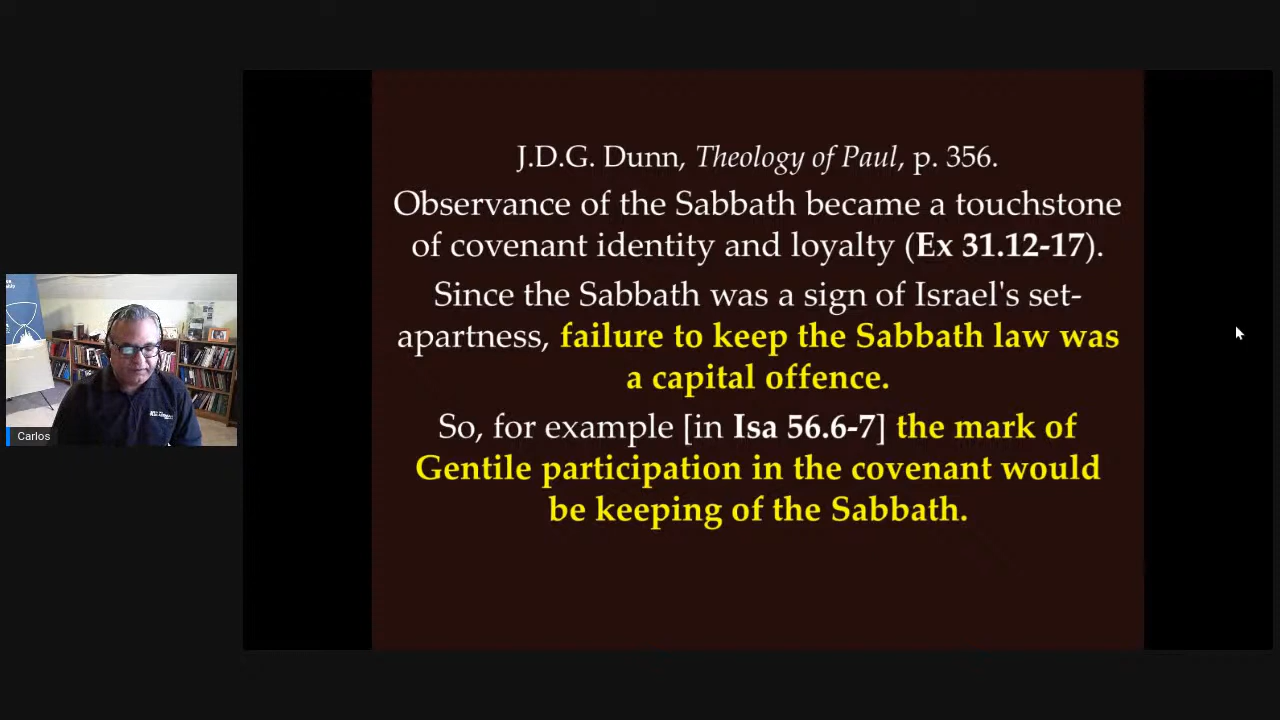 J.D.G. Dunn, Theology of Paul, p. 356.
Observance of the Sabbath became a touchstone
of covenant identity and loyalty (Ex 31.12-17).
Since the Sabbath was a sign of Israel's set-
apartness, failure to keep the Sabbath law was
a capital offence.
So, for example [in Isa 56.6-7] the mark of
Gentile participation in the covenant would
be keeping of the Sabbath.
Carlos